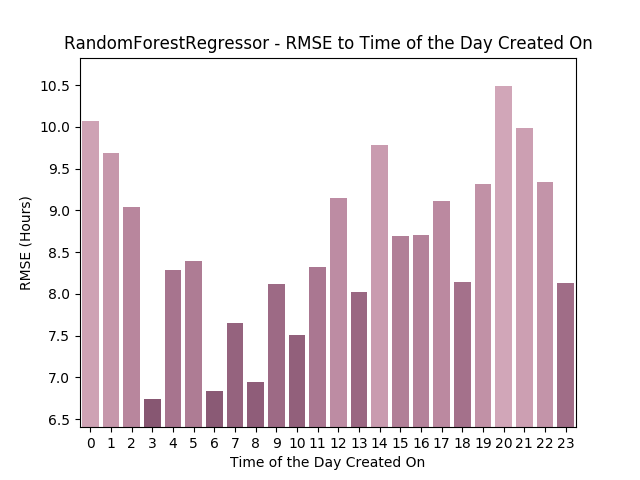 RandomForestRegressor - RMSE to Time of the Day Created On
10.5
10.0
9.5
9.0
8.5
8.0
7.5
7.0
6.5
RMSE (Hours)
0 1 2 3 4 5 6 7 8 9 10 11 12 13 14 15 16 17 18 19 20 21 22 23
Time of the Day Created On